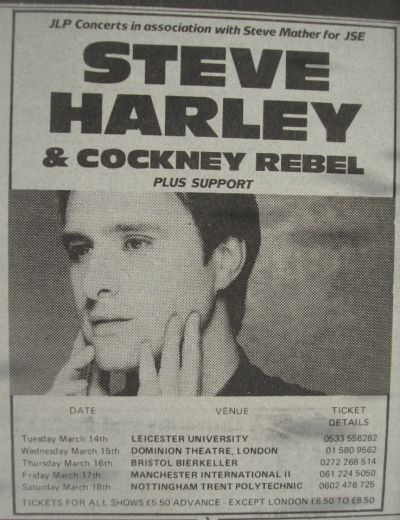 JLP Concerts in association with Steve Mather for JSE
STEVE
HARLEY
& COCKNEY REBEL
PLUS SUPPORT
DATE VENUE TICKET
DETAILS
Tuesday March 14th LEICESTER UNIVERSITY 0533 556282
Wednesday March 15th DOMINION THEATRE, LONDON 01 580 9562
Thursday March 16th BRISTOL BIERKELLER 0272 268 514
Friday March 17th MANCHESTER INTERNATIONAL II 061 224 5050
Saturday March 18th NOTTINGHAM TRENT POLYTECHNIC 0602 476 725
TICKETS FOR ALL SHOWS £5.50 ADVANCE - EXCEPT LONDON £6.50 TO £8.50